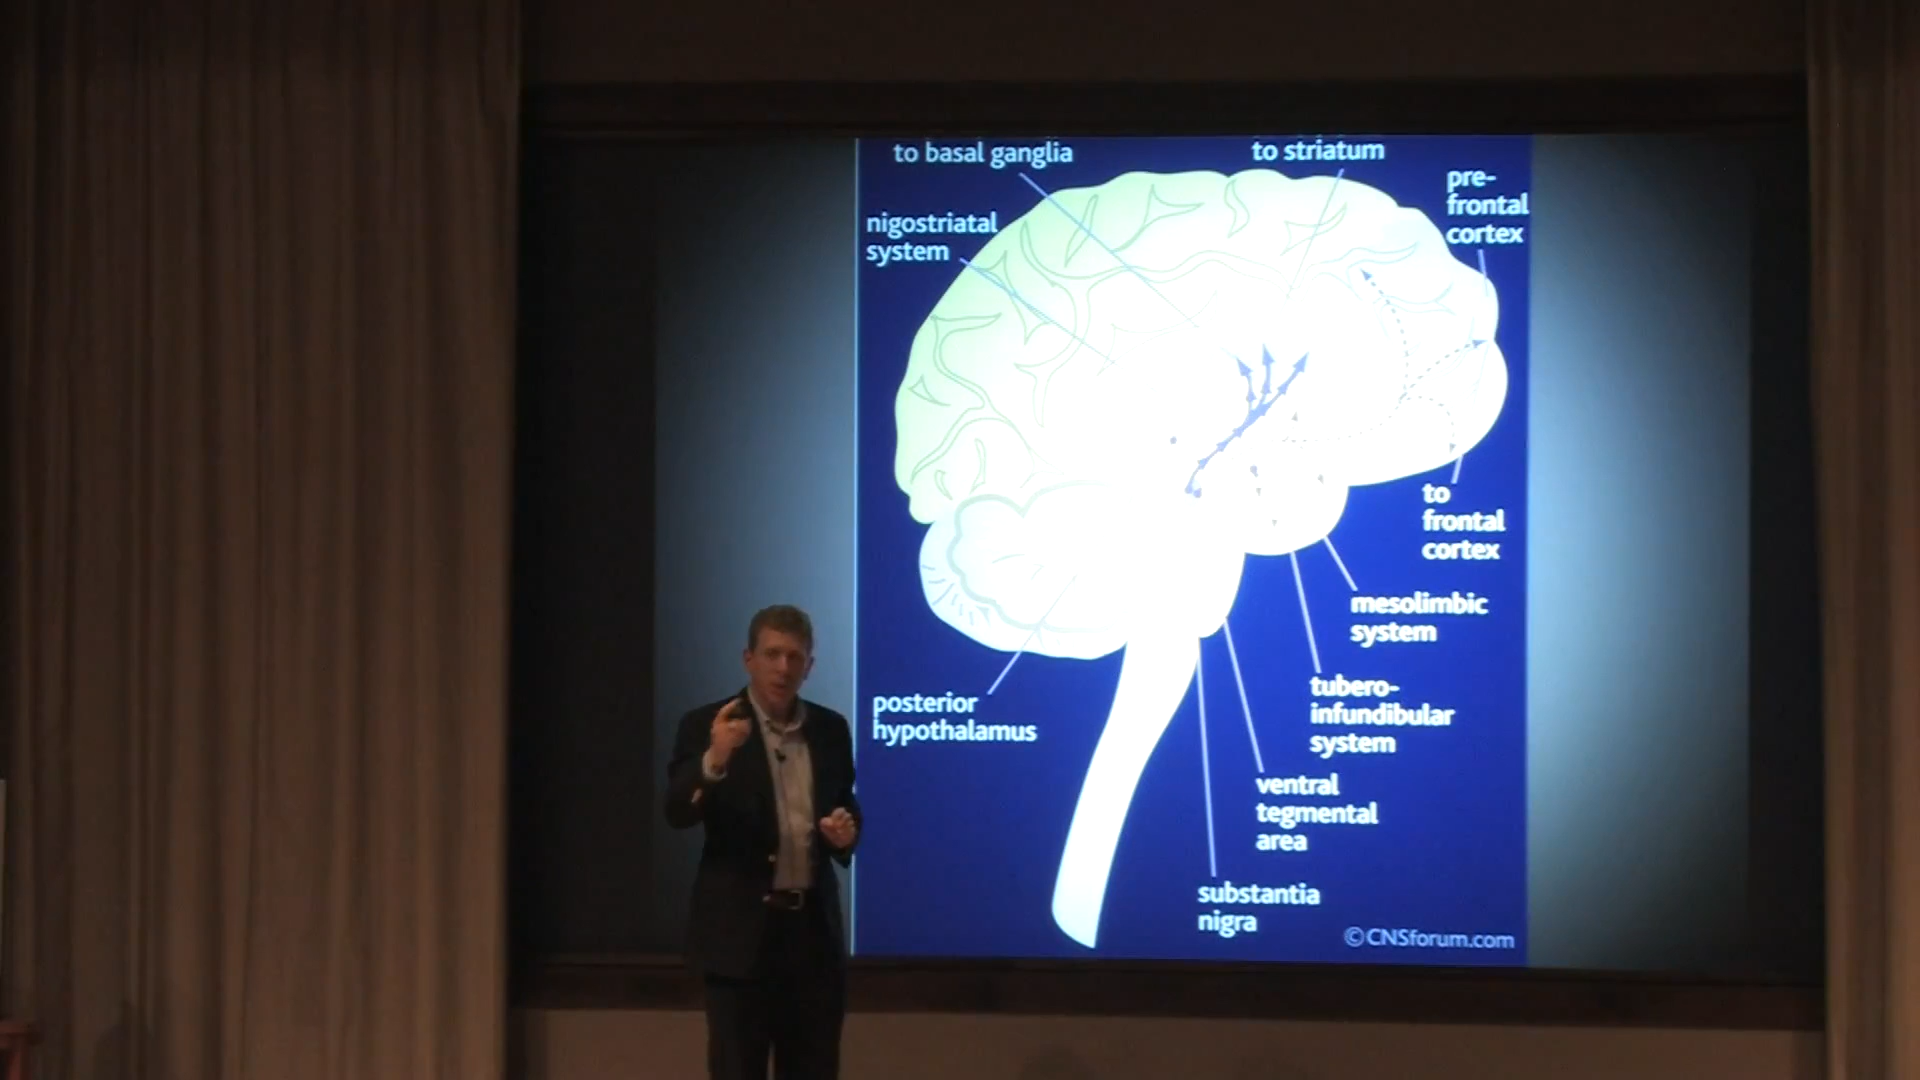 to basal ganglia
to striatum
pre-
frontal
cortex
nigostriatal
system
to
frontal
cortex
mesolimbic
system
tubero-
infundibular
system
posterior
hypothalamus
ventral
tegmental
area
substantia
nigra
©CNSforum.com